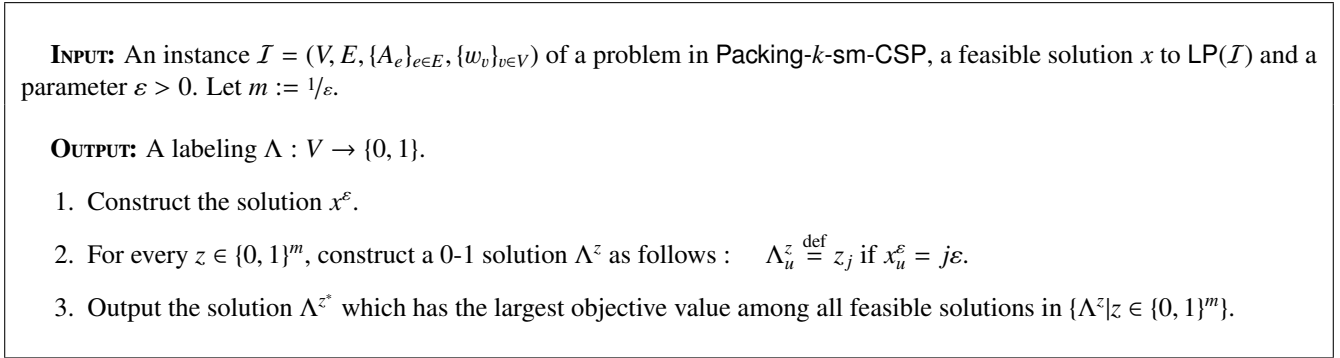 INPUT: An instance ℐ = (V, E, {A_e}_{e∈E}, {w_v}_{v∈V}) of a problem in Packing-k-sm-CSP, a feasible solution x to LP(ℐ) and a
parameter ε > 0. Let m := 1/ε.
OUTPUT: A labeling Λ : V → {0, 1}.
1. Construct the solution x^ε.
2. For every z ∈ {0, 1}^m, construct a 0-1 solution Λ^z as follows : Λ_u^z def= z_j if x_u^ε = jε.
3. Output the solution Λ^{z*} which has the largest objective value among all feasible solutions in {Λ^z|z ∈ {0, 1}^m}.